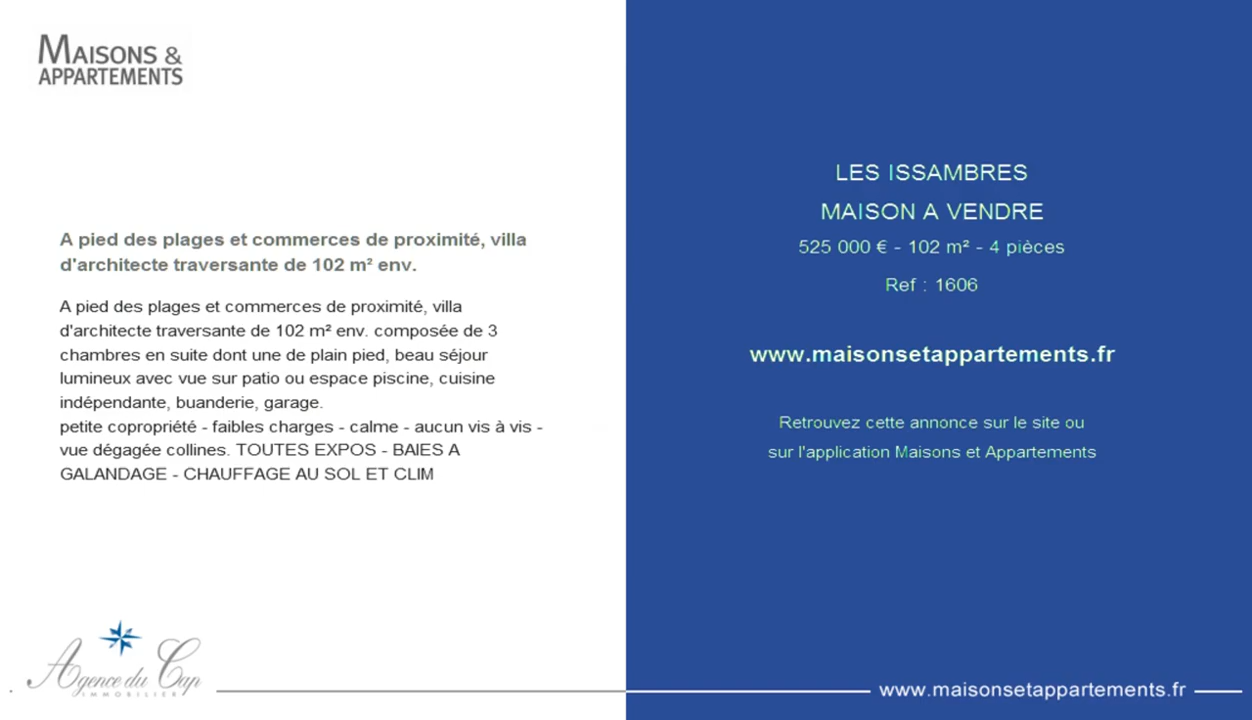 MAISONS &
APPARTEMENTS
A pied des plages et commerces de proximité, villa
d'architecte traversante de 102 m² env.
A pied des plages et commerces de proximité, villa
d'architecte traversante de 102 m² env. composée de 3
chambres en suite dont une de plain pied, beau séjour
lumineux avec vue sur patio ou espace piscine, cuisine
indépendante, buanderie, garage.
petite copropriété - faibles charges - calme - aucun vis à vis -
vue dégagée collines. TOUTES EXPOS - BAIES A
GALANDAGE - CHAUFFAGE AU SOL ET CLIM
Agence du Cap
IMMOBILIER
LES ISSAMBRES
MAISON A VENDRE
525 000 € - 102 m² - 4 pièces
Ref : 1606
www.maisonsetappartements.fr
Retrouvez cette annonce sur le site ou
sur l'application Maisons et Appartements
www.maisonsetappartements.fr